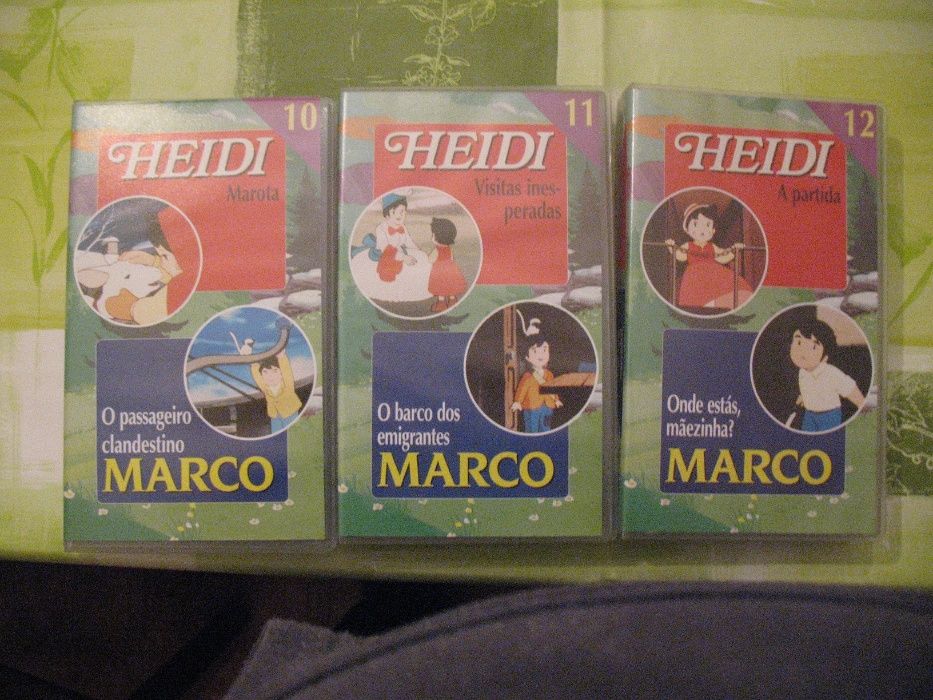 10
HEIDI
Marota
O passageiro
clandestino
MARCO
11
HEIDI
Visitas ines-
peradas
O barco dos
emigrantes
MARCO
12
HEIDI
A partida
Onde estás,
mãezinha?
MARCO